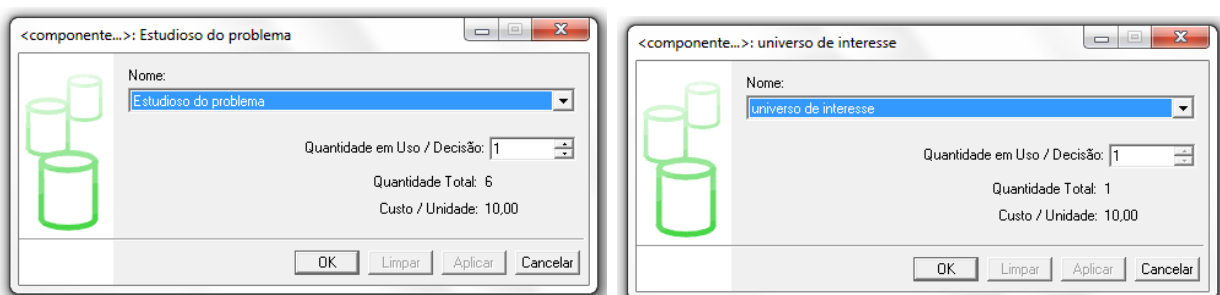 <componente...>: Estudioso do problema
Nome:
Estudioso do problema
Quantidade em Uso / Decisão: 1
Quantidade Total: 6
Custo / Unidade: 10,00
OK Limpar Aplicar Cancelar
<componente...>: universo de interesse
Nome:
universo de interesse
Quantidade em Uso / Decisão: 1
Quantidade Total: 1
Custo / Unidade: 10,00
OK Limpar Aplicar Cancelar